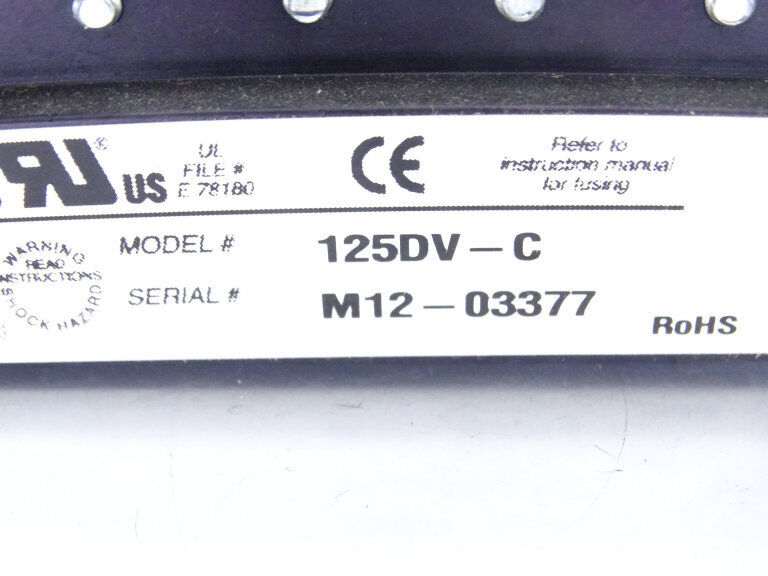 RU® US
UL
FILE #
E 78180
CE
Refer to
instruction manual
for fusing
WARNING
READ
INSTRUCTIONS
SHOCK HAZARD
MODEL # 125DV – C
SERIAL # M12 – 03377
RoHS